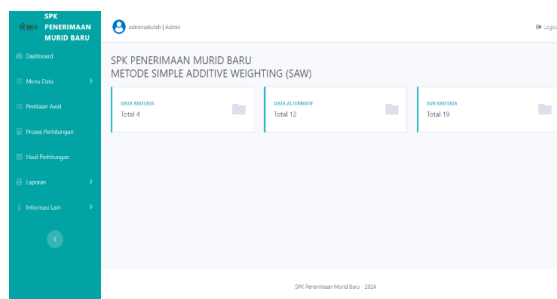 SPK
PENERIMAAN
MURID BARU
adminsekolah | Admin
Logout
Dashboard
Menu Data
Penilaian Awal
Proses Perhitungan
Hasil Perhitungan
Laporan
Informasi Lain
SPK PENERIMAAN MURID BARU
METODE SIMPLE ADDITIVE WEIGHTING (SAW)
DATA KRITERIA
Total 4
DATA ALTERNATIF
Total 12
SUB KRITERIA
Total 19
SPK Penerimaan Murid Baru - 2024